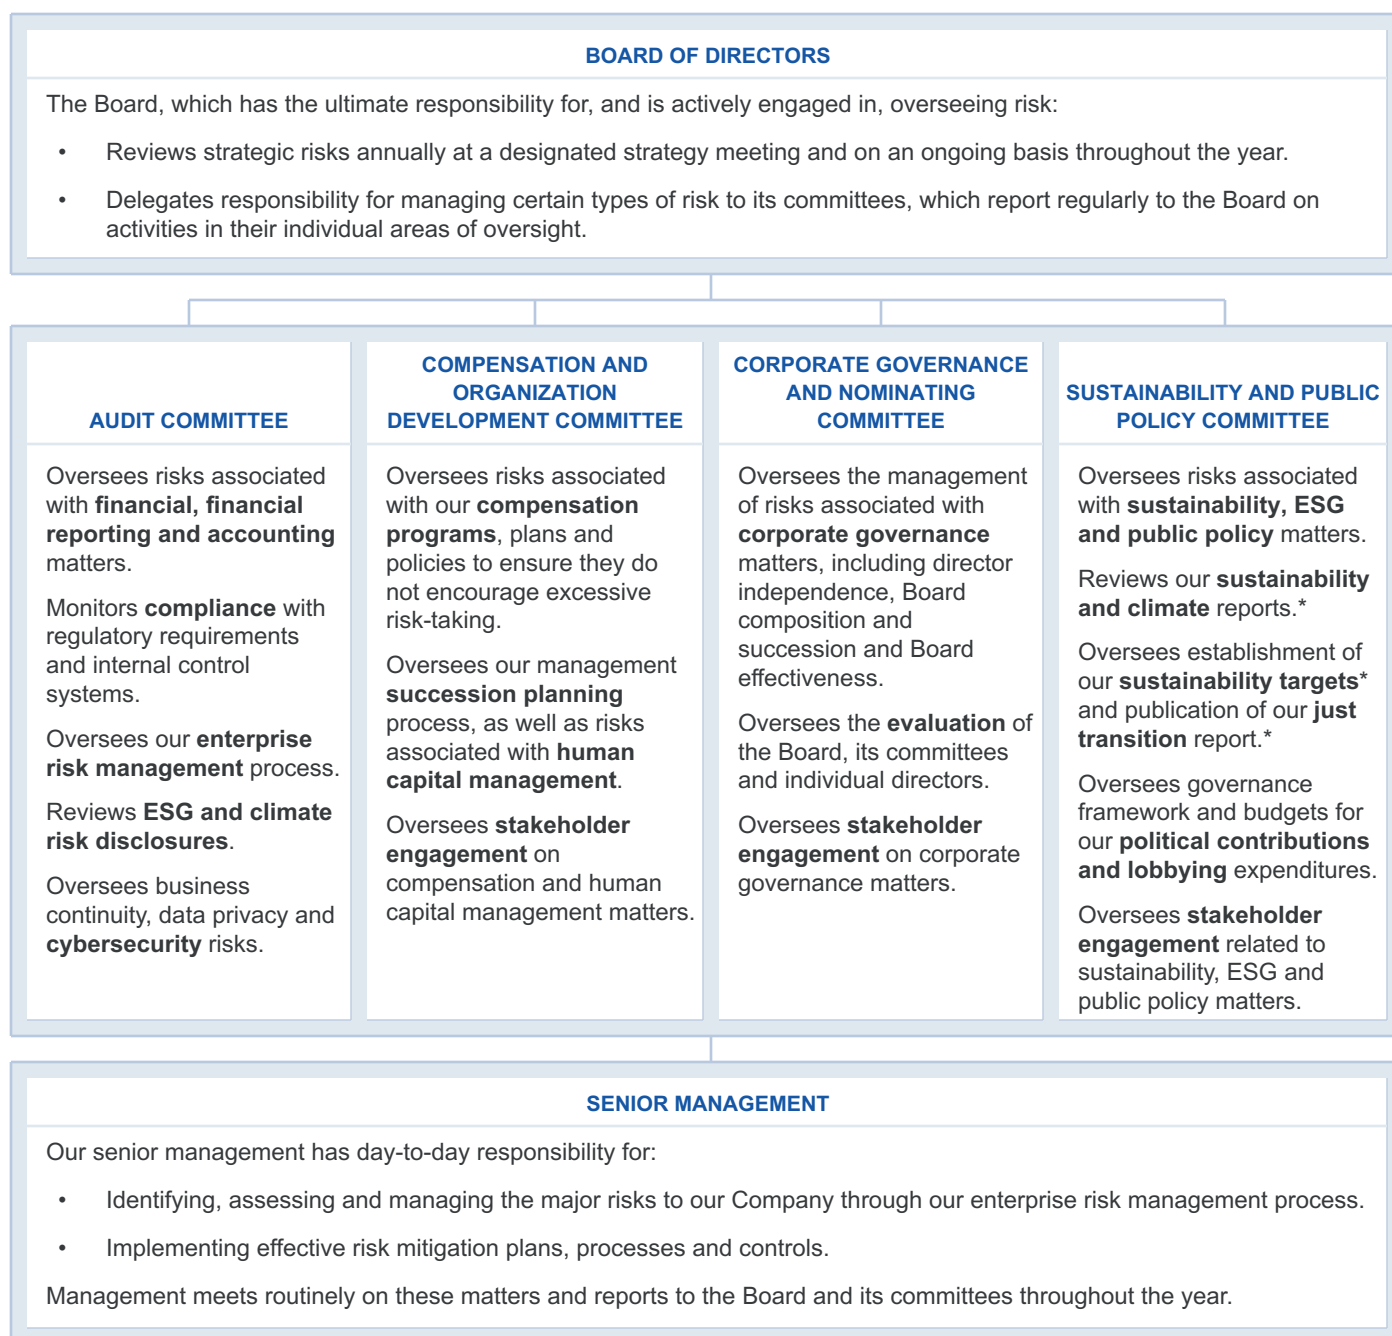 BOARD OF DIRECTORS
The Board, which has the ultimate responsibility for, and is actively engaged in, overseeing risk:
• Reviews strategic risks annually at a designated strategy meeting and on an ongoing basis throughout the year.
• Delegates responsibility for managing certain types of risk to its committees, which report regularly to the Board on
activities in their individual areas of oversight.
AUDIT COMMITTEE
Oversees risks associated
with financial, financial
reporting and accounting
matters.
Monitors compliance with
regulatory requirements
and internal control
systems.
Oversees our enterprise
risk management process.
Reviews ESG and climate
risk disclosures.
Oversees business
continuity, data privacy and
cybersecurity risks.
COMPENSATION AND
ORGANIZATION
DEVELOPMENT COMMITTEE
Oversees risks associated
with our compensation
programs, plans and
policies to ensure they do
not encourage excessive
risk-taking.
Oversees our management
succession planning
process, as well as risks
associated with human
capital management.
Oversees stakeholder
engagement on
compensation and human
capital management matters.
CORPORATE GOVERNANCE
AND NOMINATING
COMMITTEE
Oversees the management
of risks associated with
corporate governance
matters, including director
independence, Board
composition and
succession and Board
effectiveness.
Oversees the evaluation of
the Board, its committees
and individual directors.
Oversees stakeholder
engagement on corporate
governance matters.
SUSTAINABILITY AND PUBLIC
POLICY COMMITTEE
Oversees risks associated
with sustainability, ESG
and public policy matters.
Reviews our sustainability
and climate reports.*
Oversees establishment of
our sustainability targets*
and publication of our just
transition report.*
Oversees governance
framework and budgets for
our political contributions
and lobbying expenditures.
Oversees stakeholder
engagement related to
sustainability, ESG and
public policy matters.
SENIOR MANAGEMENT
Our senior management has day-to-day responsibility for:
• Identifying, assessing and managing the major risks to our Company through our enterprise risk management process.
• Implementing effective risk mitigation plans, processes and controls.
Management meets routinely on these matters and reports to the Board and its committees throughout the year.